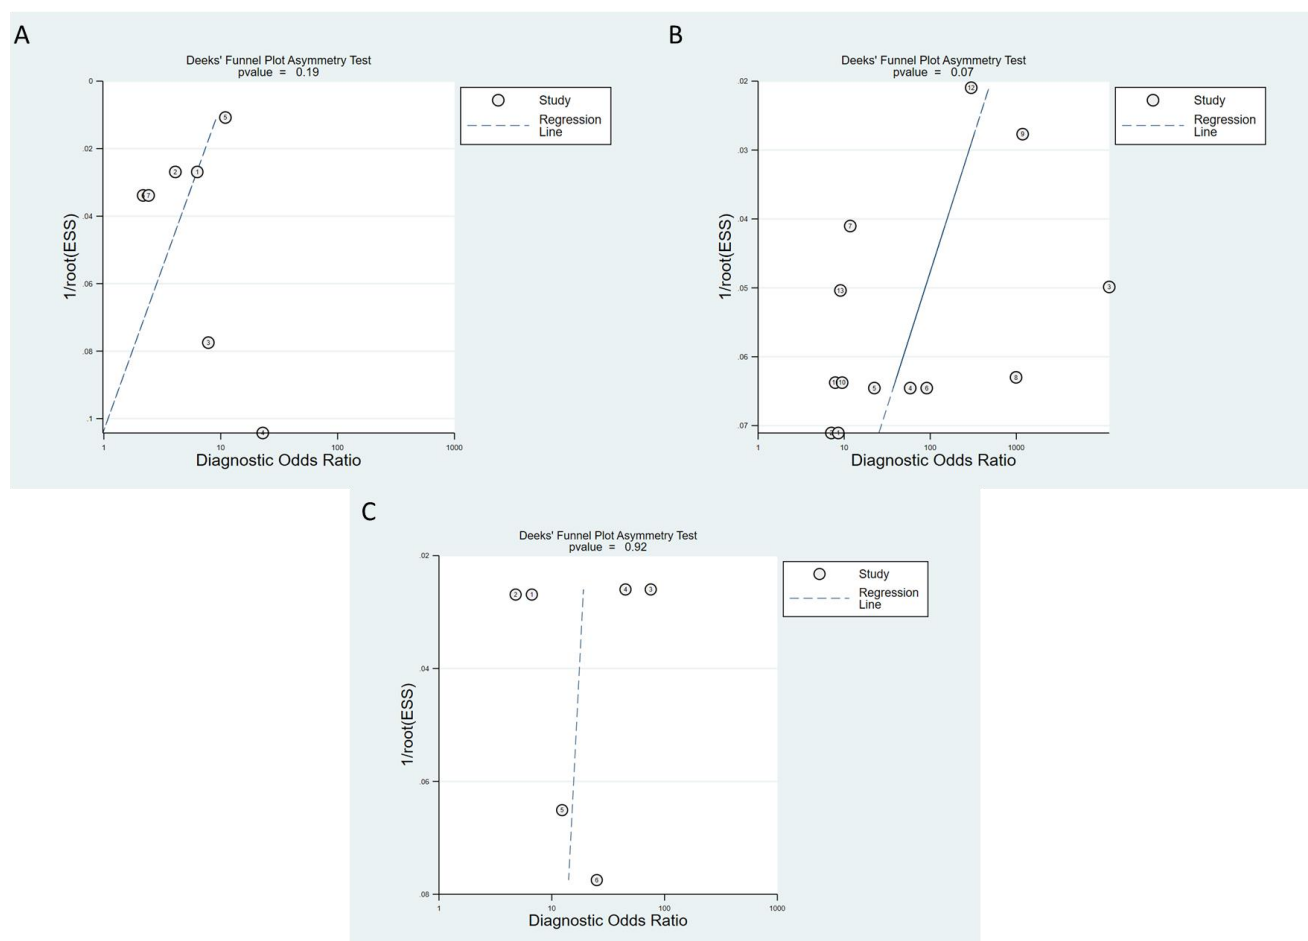 A
Deeks' Funnel Plot Asymmetry Test
pvalue = 0.19
0
.02
.04
.06
.08
.1
1/root(ESS)
5
2
1
7
3
4
1
10
100
1000
Diagnostic Odds Ratio
Study
Regression
Line
B
Deeks' Funnel Plot Asymmetry Test
pvalue = 0.07
.02
.03
.04
.05
.06
.07
1/root(ESS)
12
9
7
13
3
10
5
4
6
8
1
10
100
1000
Diagnostic Odds Ratio
Study
Regression
Line
C
Deeks' Funnel Plot Asymmetry Test
pvalue = 0.92
.02
.04
.06
.08
1/root(ESS)
2
1
4
3
5
6
1
10
100
1000
Diagnostic Odds Ratio
Study
Regression
Line